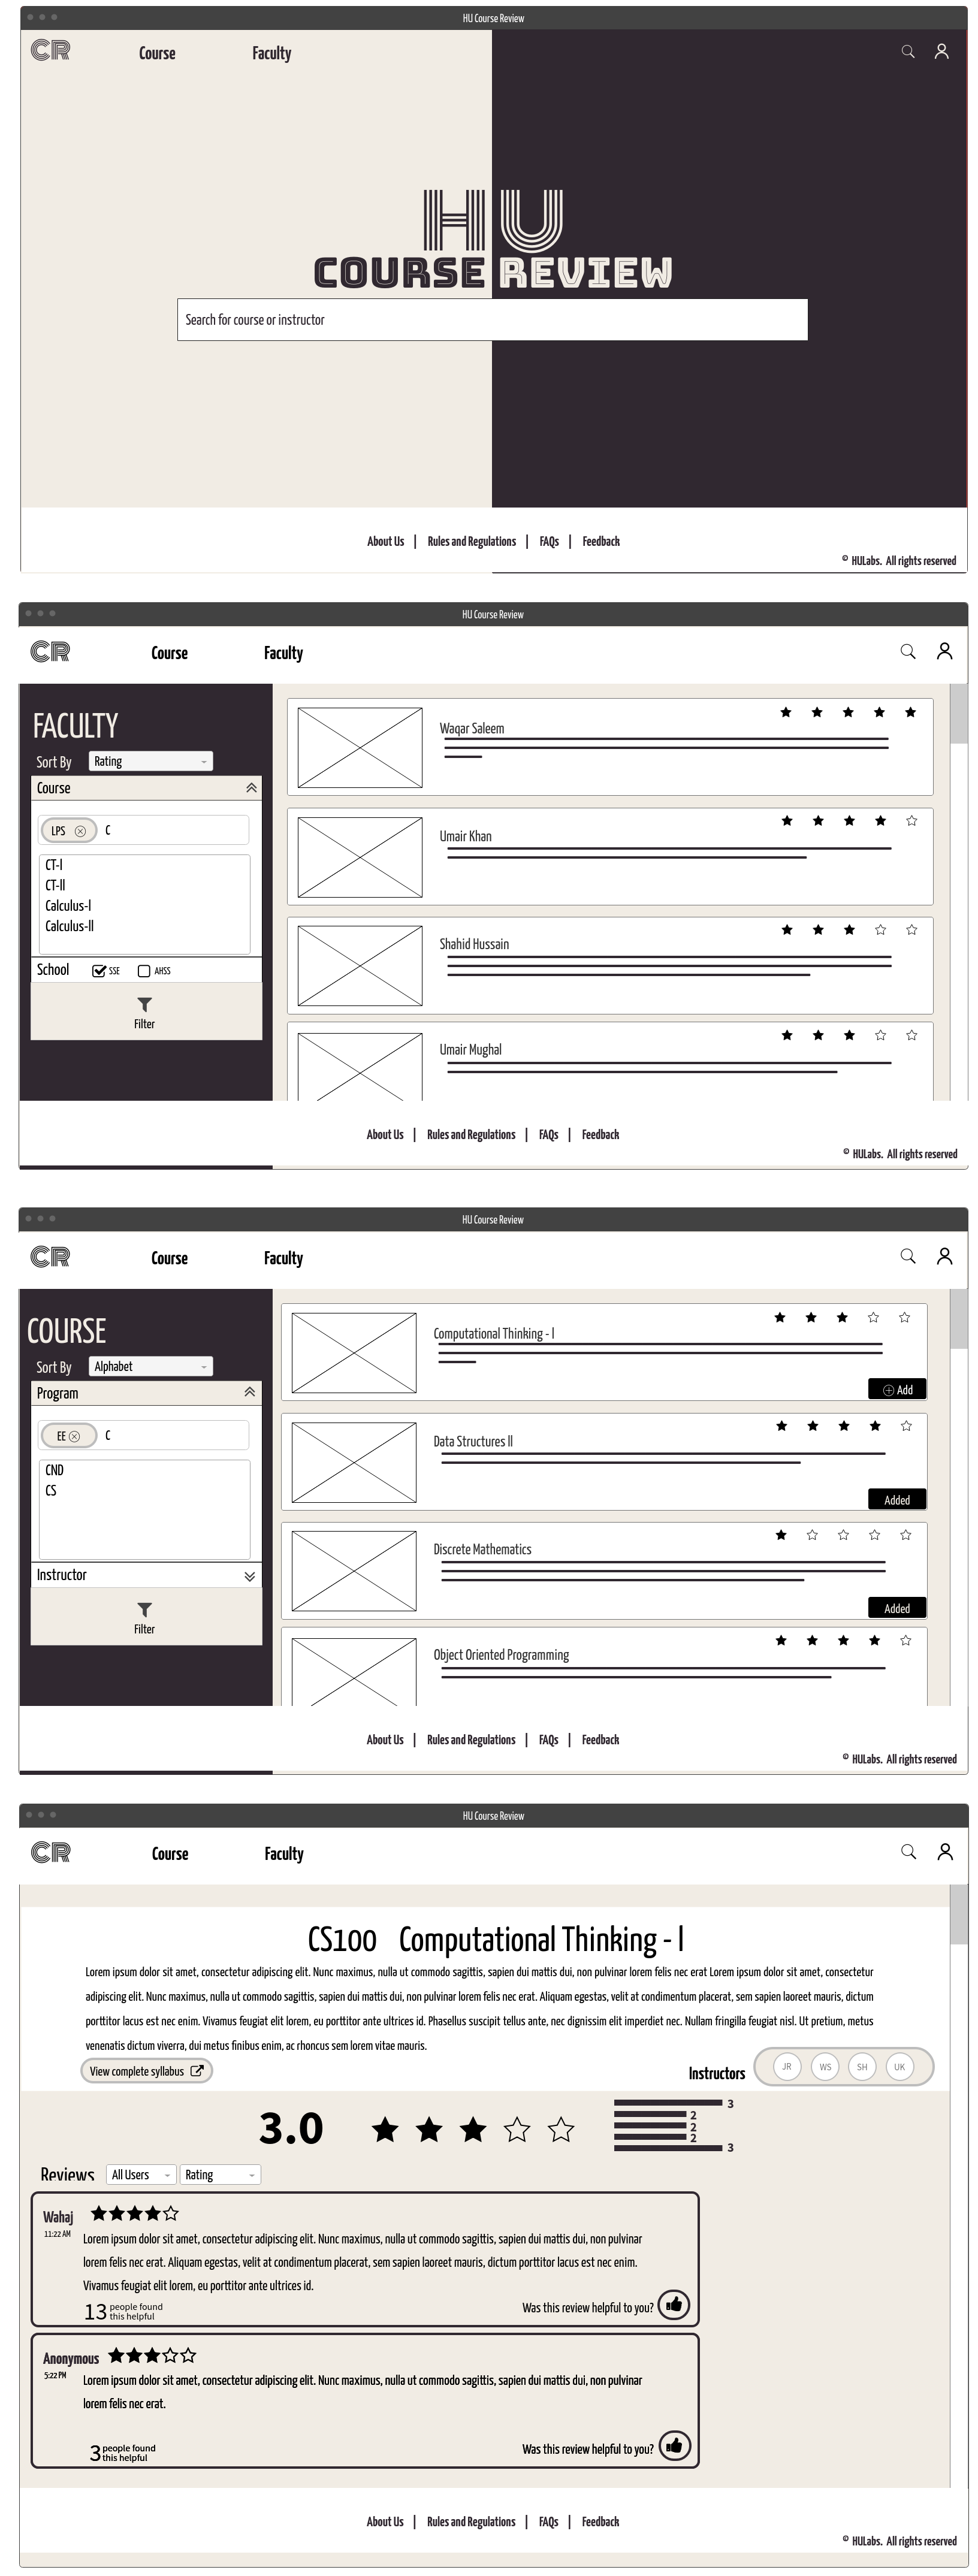 HU Course Review
CR Course Faculty
HU
COURSE REVIEW
Search for course or instructor
About Us | Rules and Regulations | FAQs | Feedback
© HULabs. All rights reserved
HU Course Review
CR Course Faculty
FACULTY
Sort By Rating
Course
LPS C
CT-I
CT-II
Calculus-I
Calculus-II
School SSE AHSS
Filter
Waqar Saleem
Umair Khan
Shahid Hussain
Umair Mughal
About Us | Rules and Regulations | FAQs | Feedback
© HULabs. All rights reserved
HU Course Review
CR Course Faculty
COURSE
Sort By Alphabet
Program
EE C
CND
CS
Instructor
Filter
Computational Thinking - I
Add
Data Structures II
Added
Discrete Mathematics
Added
Object Oriented Programming
About Us | Rules and Regulations | FAQs | Feedback
© HULabs. All rights reserved
HU Course Review
CR Course Faculty
CS100 Computational Thinking - I
Lorem ipsum dolor sit amet, consectetur adipiscing elit. Nunc maximus, nulla ut commodo sagittis, sapien dui mattis dui, non pulvinar lorem felis nec erat Lorem ipsum dolor sit amet, consectetur
adipiscing elit. Nunc maximus, nulla ut commodo sagittis, sapien dui mattis dui, non pulvinar lorem felis nec erat. Aliquam egestas, velit at condimentum placerat, sem sapien laoreet mauris, dictum
porttitor lacus est nec enim. Vivamus feugiat elit lorem, eu porttitor ante ultrices id. Phasellus suscipit tellus ante, nec dignissim elit imperdiet nec. Nullam fringilla feugiat nisl. Ut pretium, metus
venenatis dictum viverra, dui metus finibus enim, ac rhoncus sem lorem vitae mauris.
View complete syllabus
Instructors JR WS SH UK
3.0
3
2
2
2
3
Reviews All Users Rating
Wahaj
11:22 AM
Lorem ipsum dolor sit amet, consectetur adipiscing elit. Nunc maximus, nulla ut commodo sagittis, sapien dui mattis dui, non pulvinar
lorem felis nec erat. Aliquam egestas, velit at condimentum placerat, sem sapien laoreet mauris, dictum porttitor lacus est nec enim.
Vivamus feugiat elit lorem, eu porttitor ante ultrices id.
13 people found
this helpful
Was this review helpful to you?
Anonymous
5:22 PM
Lorem ipsum dolor sit amet, consectetur adipiscing elit. Nunc maximus, nulla ut commodo sagittis, sapien dui mattis dui, non pulvinar
lorem felis nec erat.
3 people found
this helpful
Was this review helpful to you?
About Us | Rules and Regulations | FAQs | Feedback
© HULabs. All rights reserved